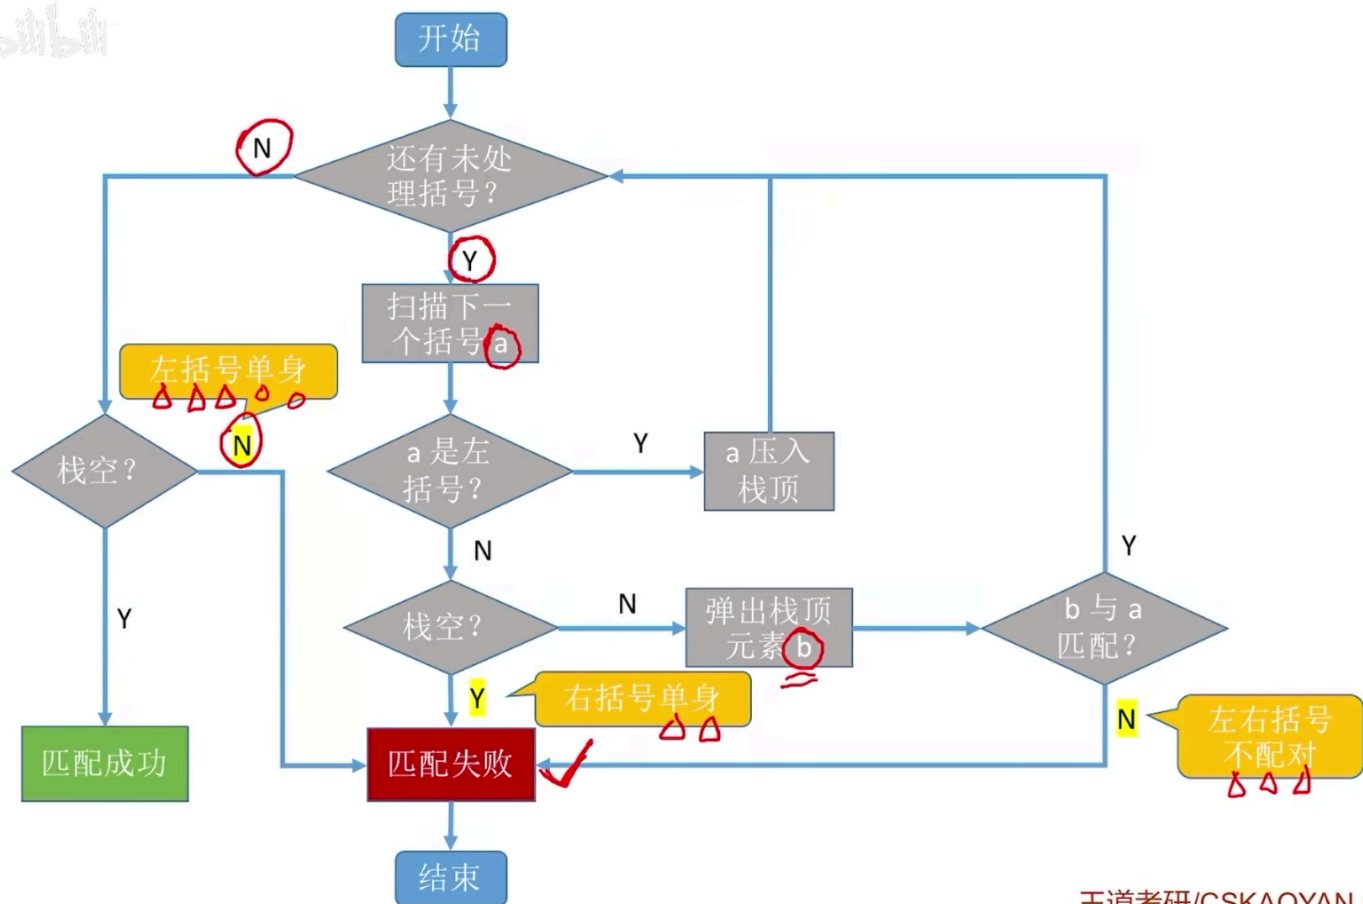 bilibili
开始
N
还有未处
理括号？
Y
扫描下一
个括号a
左括号单身
N
栈空？
a 是左
括号？
Y
a 压入
栈顶
N
Y
Y
栈空？
N
弹出栈顶
元素 b
b 与 a
匹配？
Y
右括号单身
N
左右括号
不配对
匹配成功
匹配失败
结束
王道考研/CSKAOYAN